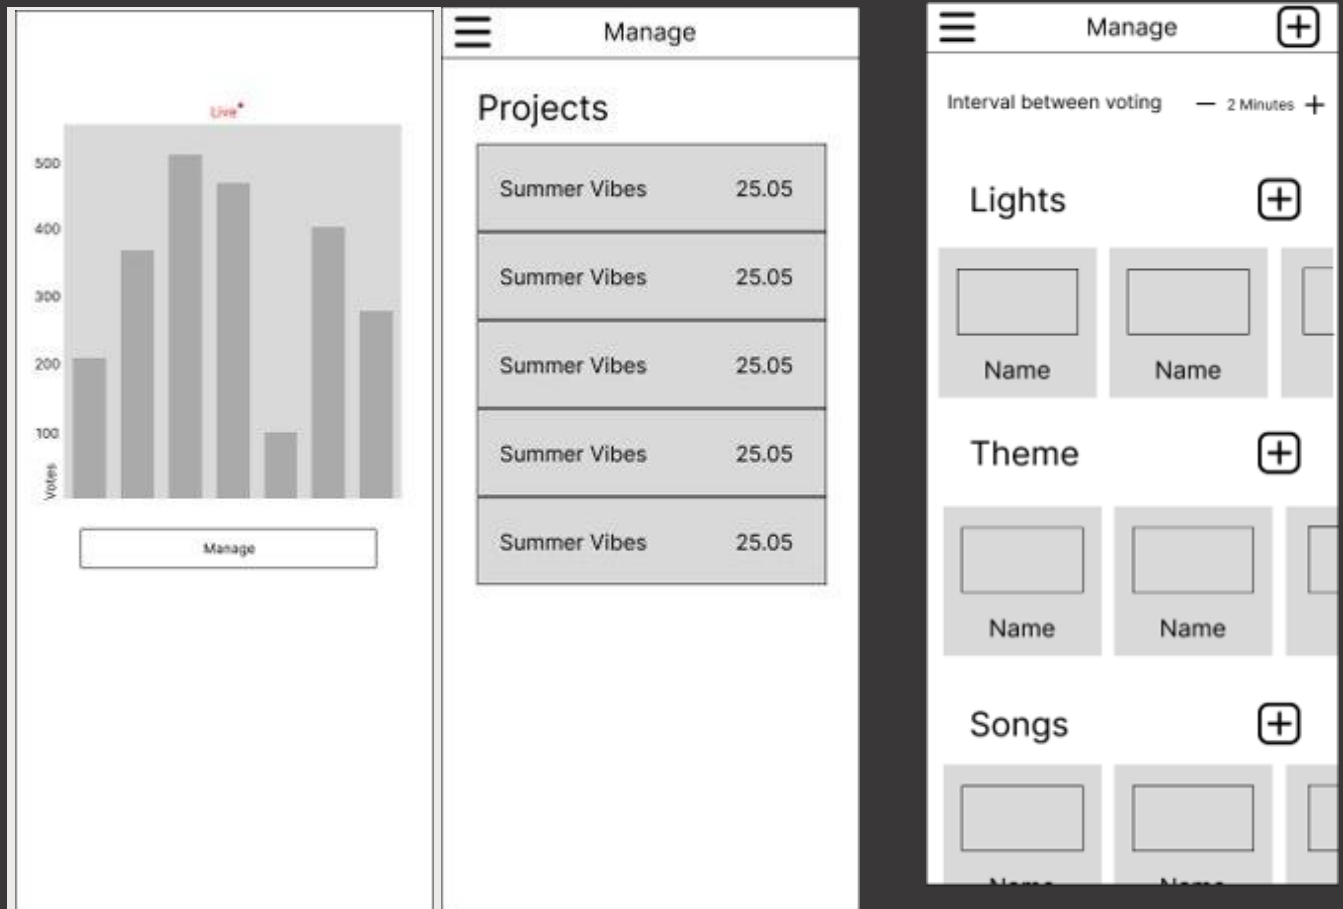 Live
500
400
300
200
100
Votes
Manage
Manage
Projects
Summer Vibes 25.05
Summer Vibes 25.05
Summer Vibes 25.05
Summer Vibes 25.05
Summer Vibes 25.05
Manage
Interval between voting — 2 Minutes +
Lights
Name Name
Theme
Name Name
Songs
Name Name